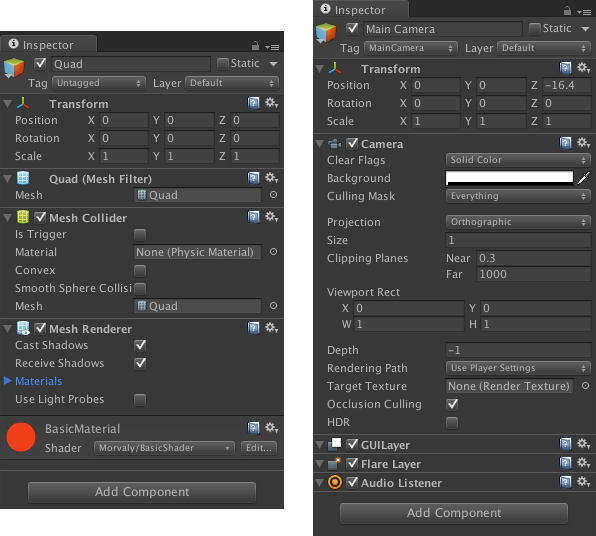 Inspector
Quad
Static
Tag Untagged Layer Default
Transform
Position X 0 Y 0 Z 0
Rotation X 0 Y 0 Z 0
Scale X 1 Y 1 Z 1
Quad (Mesh Filter)
Mesh Quad
Mesh Collider
Is Trigger
Material None (Physic Material)
Convex
Smooth Sphere Collisi
Mesh Quad
Mesh Renderer
Cast Shadows
Receive Shadows
Materials
Use Light Probes
BasicMaterial
Shader Morvaly/BasicShader Edit...
Add Component
Inspector
Main Camera Static
Tag MainCamera Layer Default
Transform
Position X 0 Y 0 Z -16.4
Rotation X 0 Y 0 Z 0
Scale X 1 Y 1 Z 1
Camera
Clear Flags Solid Color
Background
Culling Mask Everything
Projection Orthographic
Size 1
Clipping Planes Near 0.3
Far 1000
Viewport Rect
X 0 Y 0
W 1 H 1
Depth -1
Rendering Path Use Player Settings
Target Texture None (Render Texture)
Occlusion Culling
HDR
GUILayer
Flare Layer
Audio Listener
Add Component